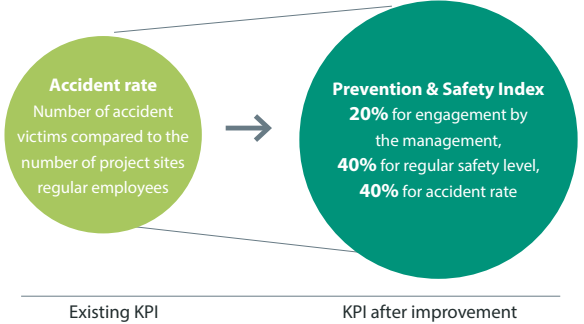 Accident rate
Number of accident
victims compared to the
number of project sites
regular employees
Prevention & Safety Index
20% for engagement by
the management,
40% for regular safety level,
40% for accident rate
Existing KPI
KPI after improvement